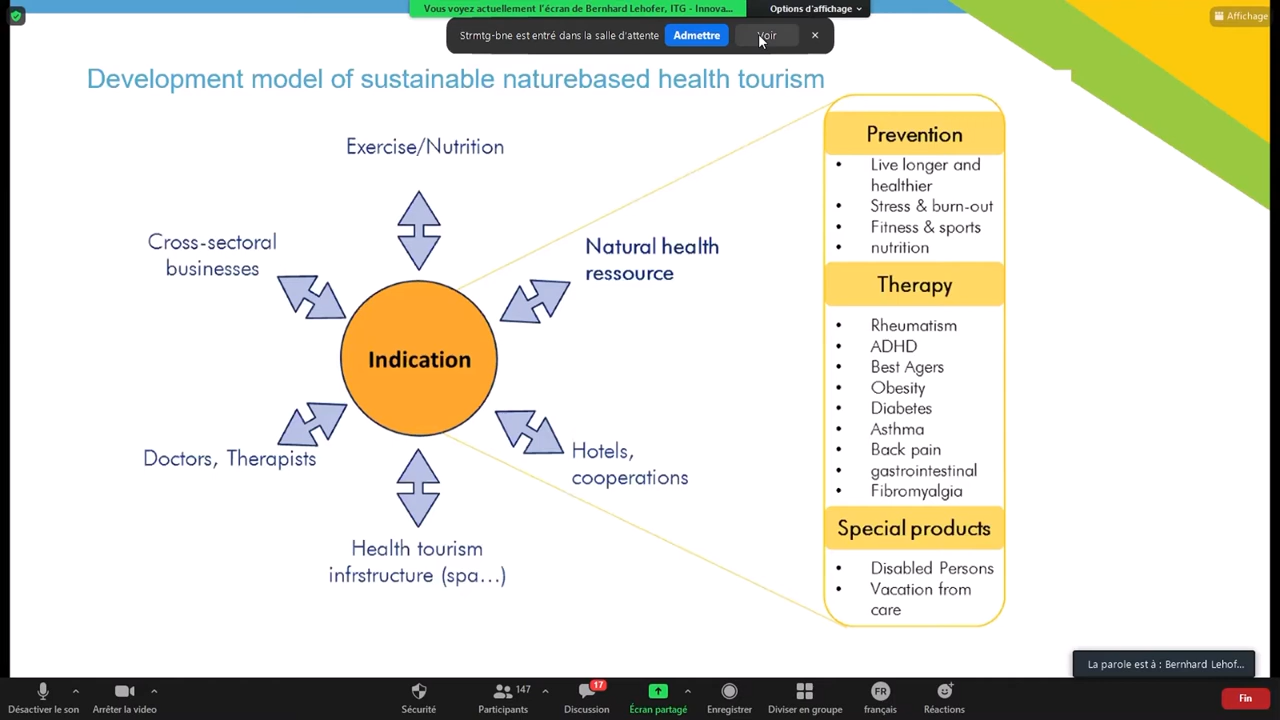 Vous voyez actuellement l'écran de Bernhard Lehofer, ITG - Innova...
Options d'affichage
Affichage
Strmtg-bne est entré dans la salle d'attente
Admettre
Voir
Development model of sustainable naturebased health tourism
Exercise/Nutrition
Cross-sectoral
businesses
Natural health
ressource
Indication
Doctors, Therapists
Hotels,
cooperations
Health tourism
infrstructure (spa...)
Prevention
• Live longer and
healthier
• Stress & burn-out
• Fitness & sports
• nutrition
Therapy
• Rheumatism
• ADHD
• Best Agers
• Obesity
• Diabetes
• Asthma
• Back pain
• gastrointestinal
• Fibromyalgia
Special products
• Disabled Persons
• Vacation from
care
La parole est à : Bernhard Lehof...
Désactiver le son
Arrêter la video
Sécurité
147
Participants
17
Discussion
Écran partagé
Enregistrer
Diviser en groupe
FR
français
Réactions
Fin